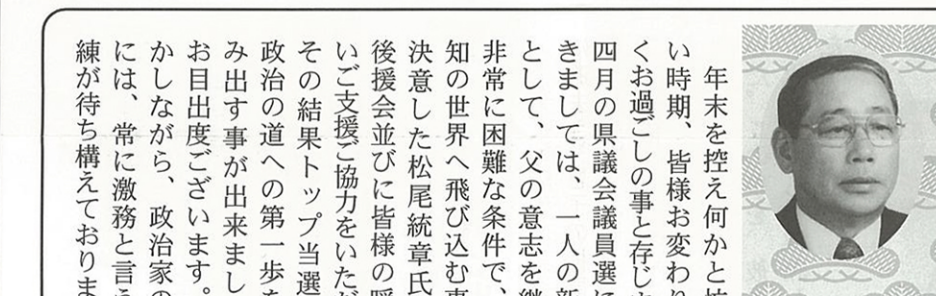 年末を控え何かと
い時期、皆様お変わり
くお過ごしの事と存じ
四月の県議会議員選に
きましては、一人の新
として、父の意志を継
非常に困難な条件で、
知の世界へ飛び込む事
決意した松尾統章氏
後援会並びに皆様の暖
いご支援ご協力をいただ
その結果トップ当選
政治の道への第一歩を
み出す事が出来まし
お目出度ございます。
かしながら、政治家の
には、常に激務と言
練が待ち構えておりま